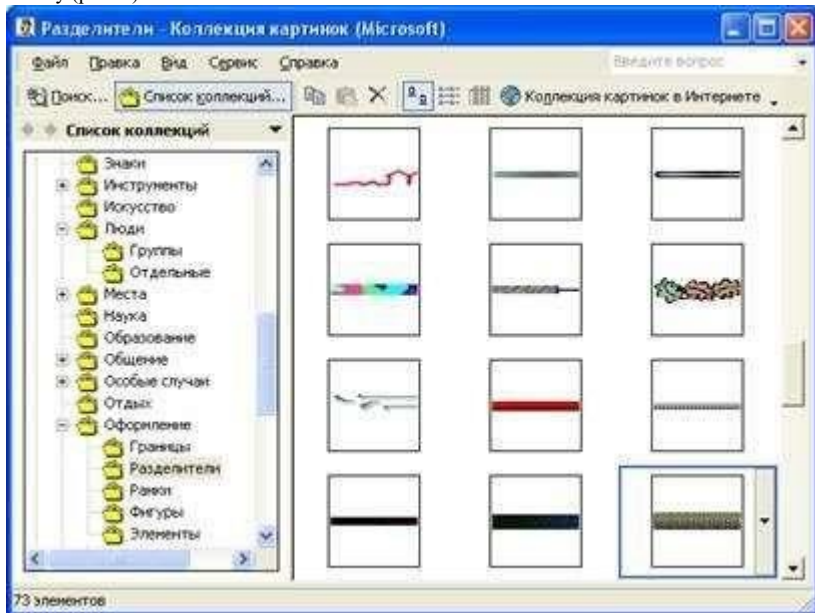 Разделители - Коллекция картинок (Microsoft)
Файл Правка Вид Сервис Справка Введите вопрос
Поиск... Список коллекций... Коллекция картинок в Интернете
Список коллекций
Знаки
Инструменты
Искусство
Люди
Группы
Отдельные
Места
Наука
Образование
Общение
Особые случаи
Отдых
Оформление
Границы
Разделители
Рамки
Фигуры
Элементы
73 элементов